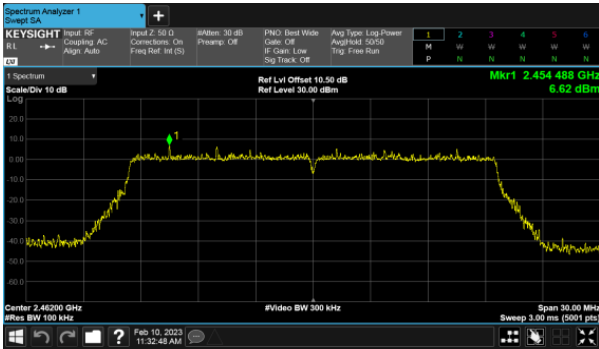 Spectrum Analyzer 1
Swept SA
+
KEYSIGHT
RL
Input: RF
Coupling: AC
Align: Auto
Input Z: 50 Ω
Corrections: On
Freq Ref: Int (S)
#Atten: 30 dB
Preamp: Off
PNO: Best Wide
Gate: Off
IF Gain: Low
Sig Track: Off
Avg Type: Log-Power
Avg|Hold: 50/50
Trig: Free Run
1 2 3 4 5 6
M W W W W W
P N N N N N
1 Spectrum
Scale/Div 10 dB
Ref Lvl Offset 10.50 dB
Ref Level 30.00 dBm
Mkr1 2.454 488 GHz
6.62 dBm
Log
20.0
10.0
0.00
-10.0
-20.0
-30.0
-40.0
-50.0
-60.0
1
Center 2.46200 GHz
#Res BW 100 kHz
#Video BW 300 kHz
Span 30.00 MHz
Sweep 3.00 ms (5001 pts)
?
Feb 10, 2023
11:32:48 AM